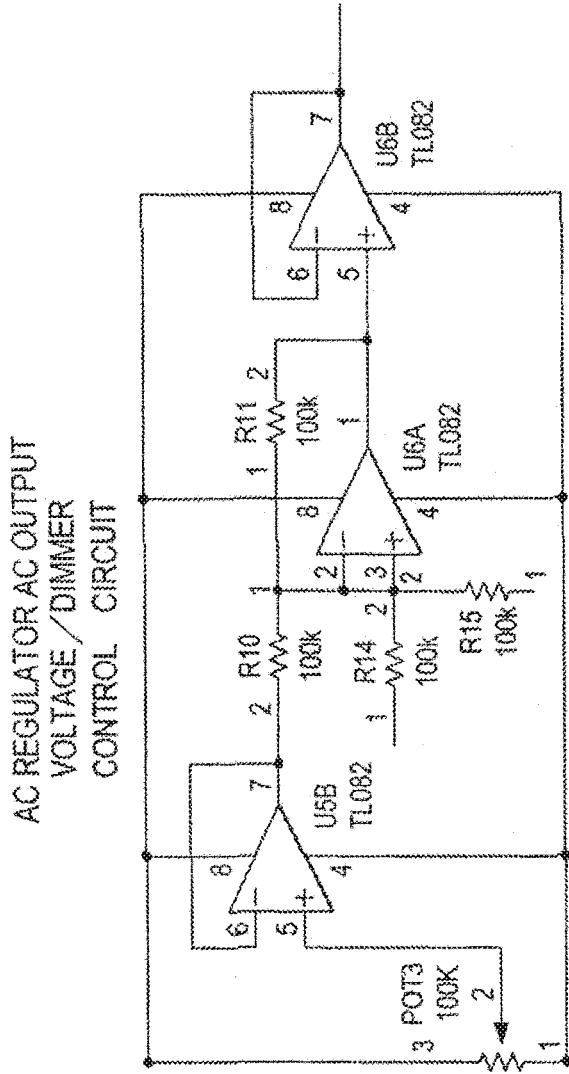 AC REGULATOR AC OUTPUT
VOLTAGE / DIMMER
CONTROL CIRCUIT
3
POT3
100K
2
1
6
5
8
7
4
U5B
TL082
2
R10
100k
1
1
R14
100k
2
1
R11
100k
2
2
3
2
R15
100k
1
8
1
4
U6A
TL082
6
5
8
7
4
U6B
TL082